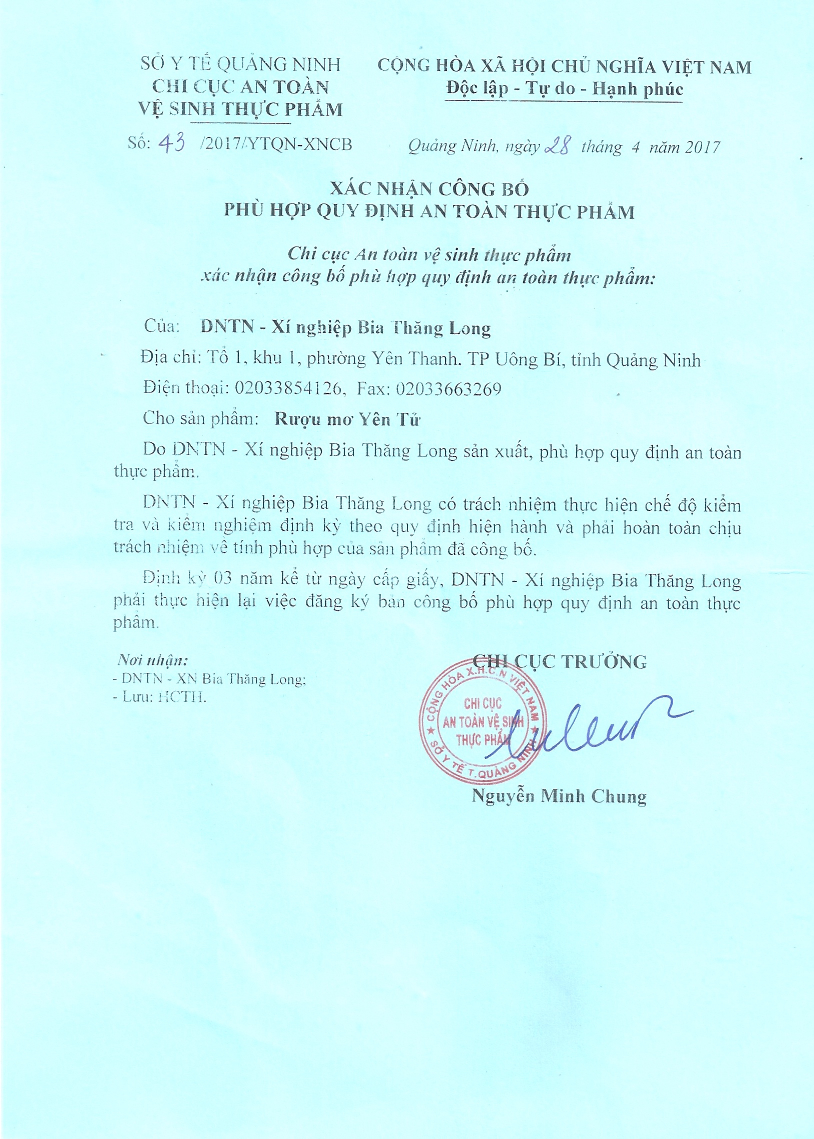 SỞ Y TẾ QUẢNG NINH
CHI CỤC AN TOÀN
VỆ SINH THỰC PHẨM
Số: 43 /2017/YTQN-XNCB
CỘNG HÒA XÃ HỘI CHỦ NGHĨA VIỆT NAM
Độc lập - Tự do - Hạnh phúc
Quảng Ninh, ngày 28 tháng 4 năm 2017
XÁC NHẬN CÔNG BỐ
PHÙ HỢP QUY ĐỊNH AN TOÀN THỰC PHẨM
Chi cục An toàn vệ sinh thực phẩm
xác nhận công bố phù hợp quy định an toàn thực phẩm:
Của: DNTN - Xí nghiệp Bia Thăng Long
Địa chỉ: Tổ 1, khu 1, phường Yên Thanh. TP Uông Bí, tỉnh Quảng Ninh
Điện thoại: 02033854126, Fax: 02033663269
Cho sản phẩm: Rượu mơ Yên Tử
Do DNTN - Xí nghiệp Bia Thăng Long sản xuất, phù hợp quy định an toàn
thực phẩm.
DNTN - Xí nghiệp Bia Thăng Long có trách nhiệm thực hiện chế độ kiểm
tra và kiểm nghiệm định kỳ theo quy định hiện hành và phải hoàn toàn chịu
trách nhiệm về tính phù hợp của sản phẩm đã công bố.
Định kỳ 03 năm kể từ ngày cấp giấy, DNTN - Xí nghiệp Bia Thăng Long
phải thực hiện lại việc đăng ký bản công bố phù hợp quy định an toàn thực
phẩm.
Nơi nhận:
- DNTN - XN Bia Thăng Long;
- Lưu: HCTH.
CHI CỤC TRƯỞNG
CỘNG HÒA X.H.C.N VIỆT NAM
CHI CỤC
AN TOÀN VỆ SINH
THỰC PHẨM
SỞ Y TẾ T.QUẢNG NINH
Nguyễn Minh Chung